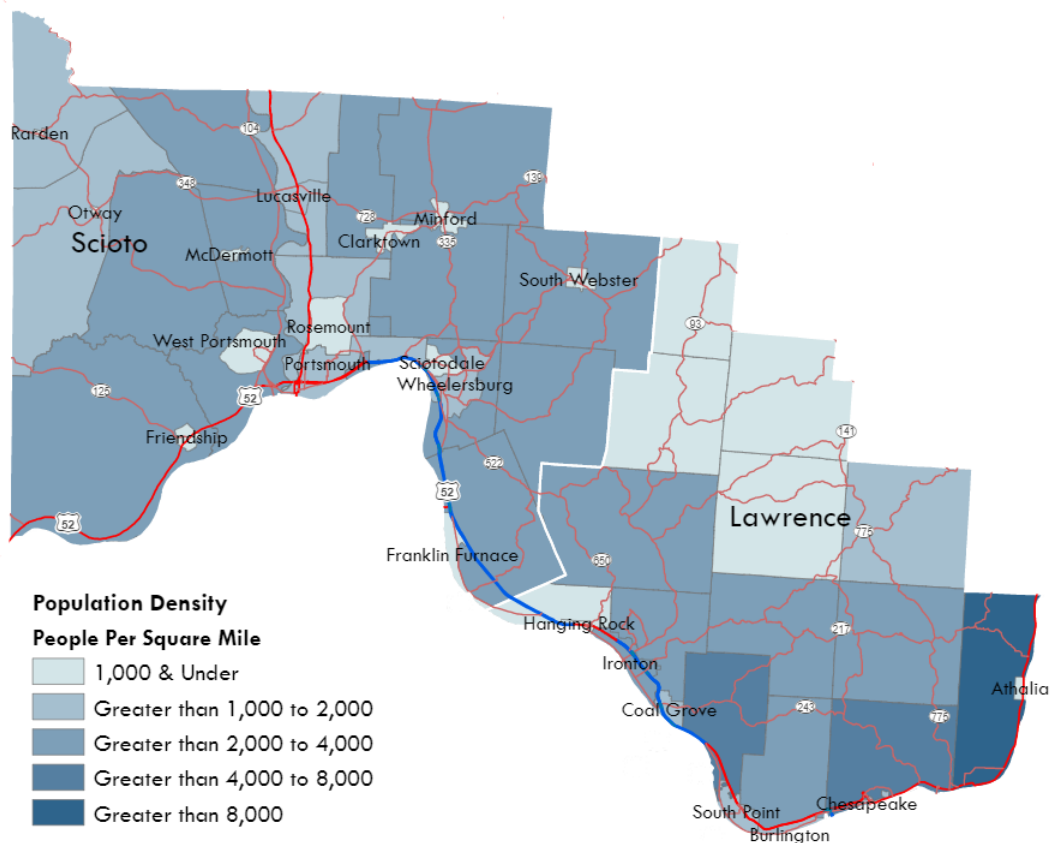 Rarden
104
139
348
Lucasville
Otway
728
Minford
Scioto
Clarktown
335
McDermott
South Webster
93
Rosemount
West Portsmouth
Portsmouth
Sciotodale
Wheelersburg
125
52
141
Friendship
522
52
52
Lawrence
775
Franklin Furnace
650
Population Density
Hanging Rock
217
People Per Square Mile
Ironton
1,000 & Under
Athalia
Greater than 1,000 to 2,000
Coal Grove
243
775
Greater than 2,000 to 4,000
Greater than 4,000 to 8,000
Chesapeake
South Point
Greater than 8,000
Burlington